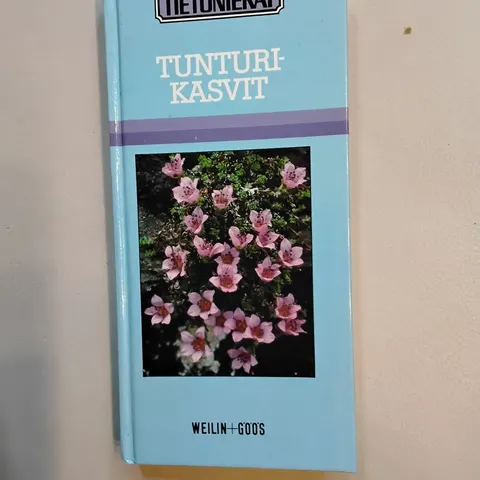 TIETONIEKAT
TUNTURI-
KASVIT
WEILIN+GÖÖS